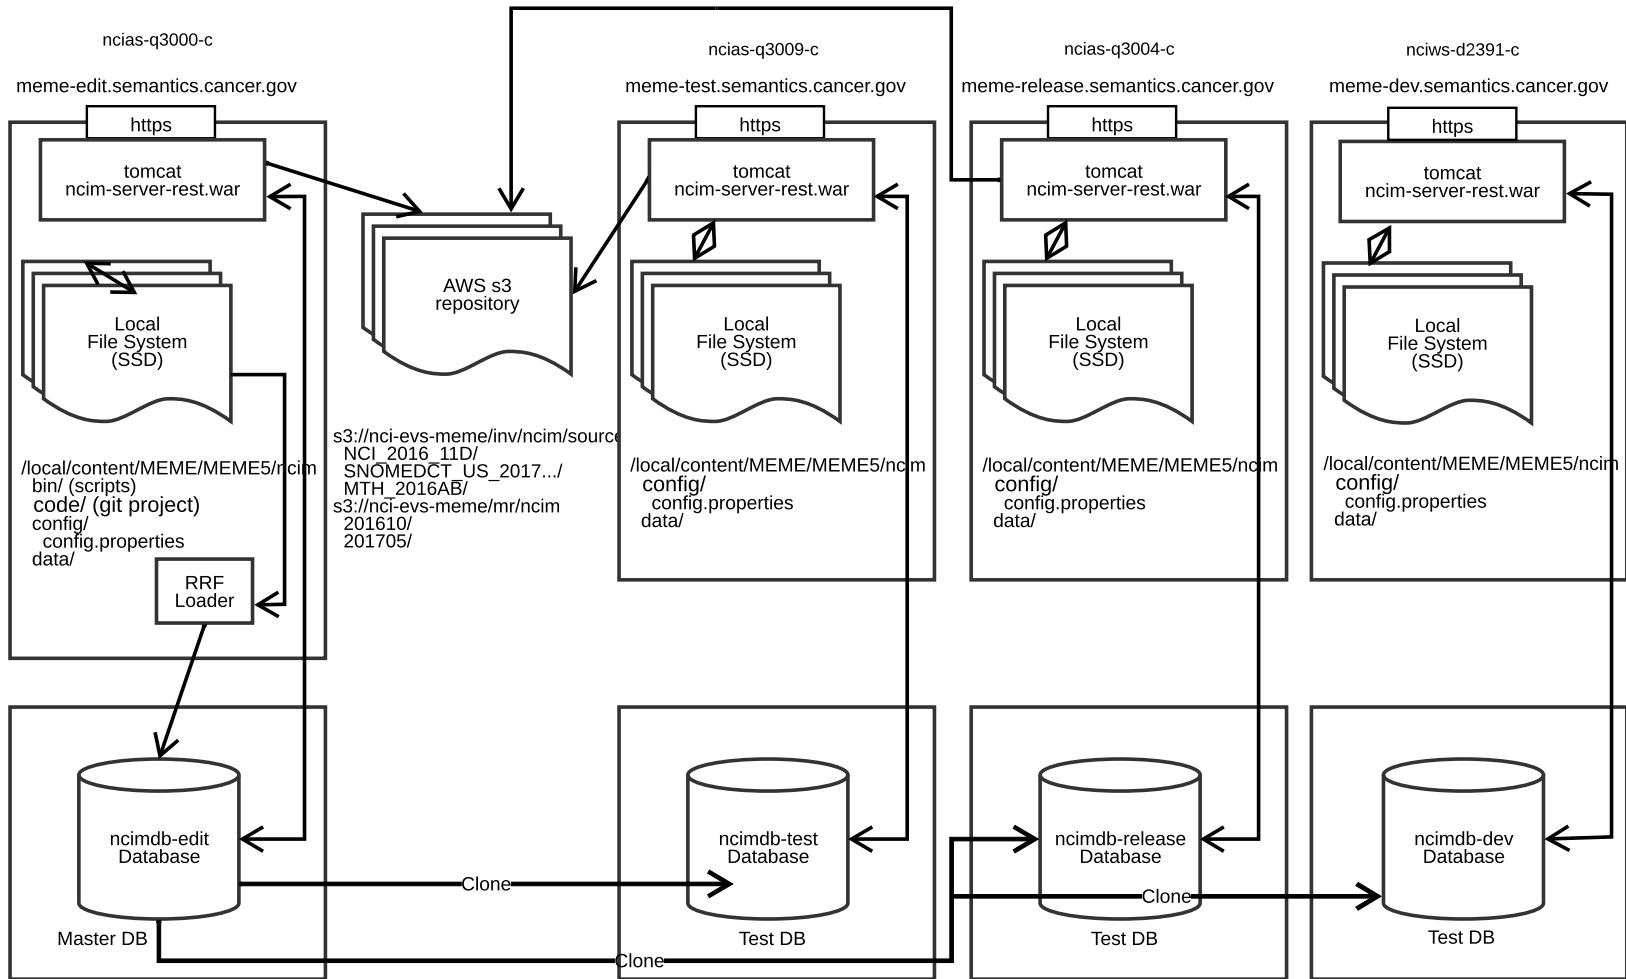 ncias-q3000-c
ncias-q3009-c
ncias-q3004-c
nciws-d2391-c
meme-edit.semantics.cancer.gov
meme-test.semantics.cancer.gov
meme-release.semantics.cancer.gov
meme-dev.semantics.cancer.gov
https
tomcat
ncim-server-rest.war
Local
File System
(SSD)
/local/content/MEME/MEME5/ncim
bin/ (scripts)
code/ (git project)
config/
config.properties
data/
RRF
Loader
AWS s3
repository
s3://nci-evs-meme/inv/ncim/source
NCI_2016_11D/
SNOMEDCT_US_2017.../
MTH_2016AB/
s3://nci-evs-meme/mr/ncim
201610/
201705/
https
tomcat
ncim-server-rest.war
Local
File System
(SSD)
/local/content/MEME/MEME5/ncim
config/
config.properties
data/
https
tomcat
ncim-server-rest.war
Local
File System
(SSD)
/local/content/MEME/MEME5/ncim
config/
config.properties
data/
https
tomcat
ncim-server-rest.war
Local
File System
(SSD)
/local/content/MEME/MEME5/ncim
config/
config.properties
data/
ncimdb-edit
Database
Master DB
Clone
Clone
ncimdb-test
Database
Test DB
ncimdb-release
Database
Test DB
Clone
ncimdb-dev
Database
Test DB